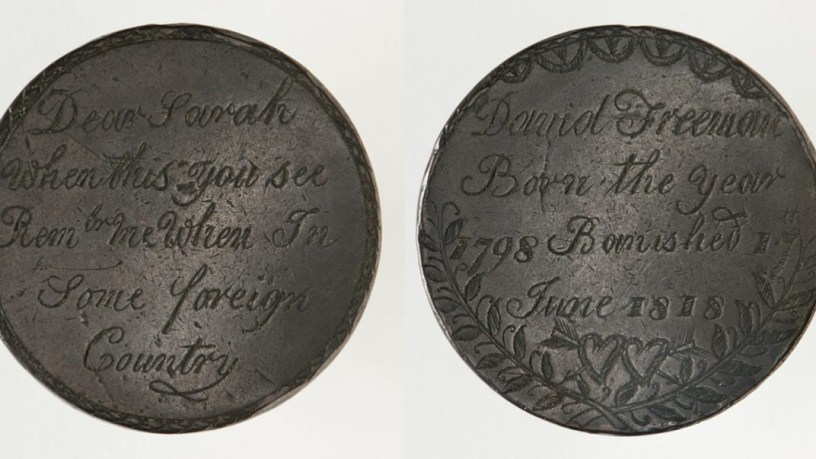 Dear Sarah
When this you see
Rem br me When In
Some foreign
Country
David Freeman
Born the year
1798 Banished 17th
June 1818